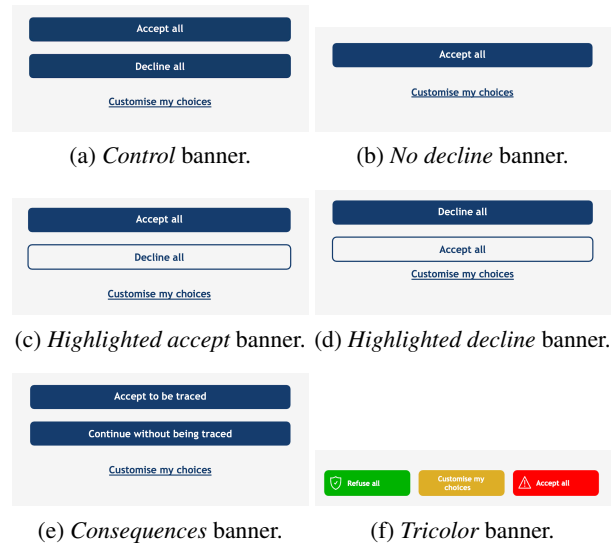 Accept all
Decline all
Customise my choices
(a) Control banner.
Accept all
Customise my choices
(b) No decline banner.
Accept all
Decline all
Customise my choices
(c) Highlighted accept banner.
Decline all
Accept all
Customise my choices
(d) Highlighted decline banner.
Accept to be traced
Continue without being traced
Customise my choices
(e) Consequences banner.
Refuse all
Customise my
choices
Accept all
(f) Tricolor banner.